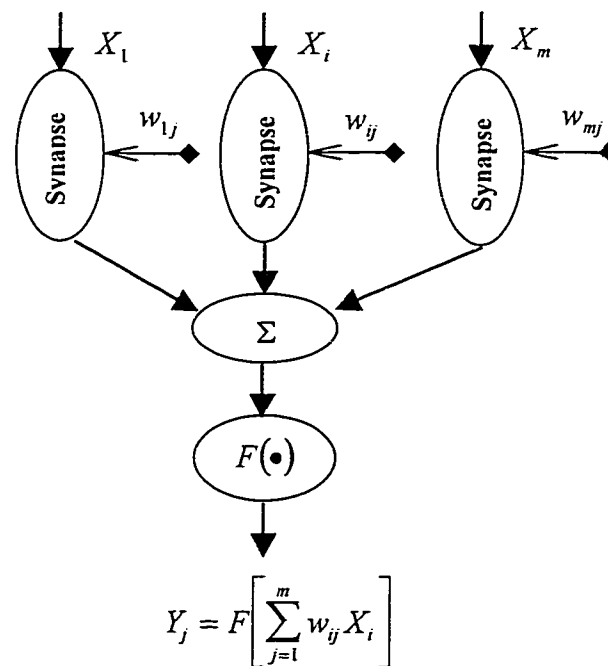 X₁ Xᵢ Xₘ
w₁ⱼ wᵢⱼ wₘⱼ
Synapse Synapse Synapse
Σ
F(•)
Yⱼ = F[∑_{j=1}^{m} wᵢⱼ Xᵢ]